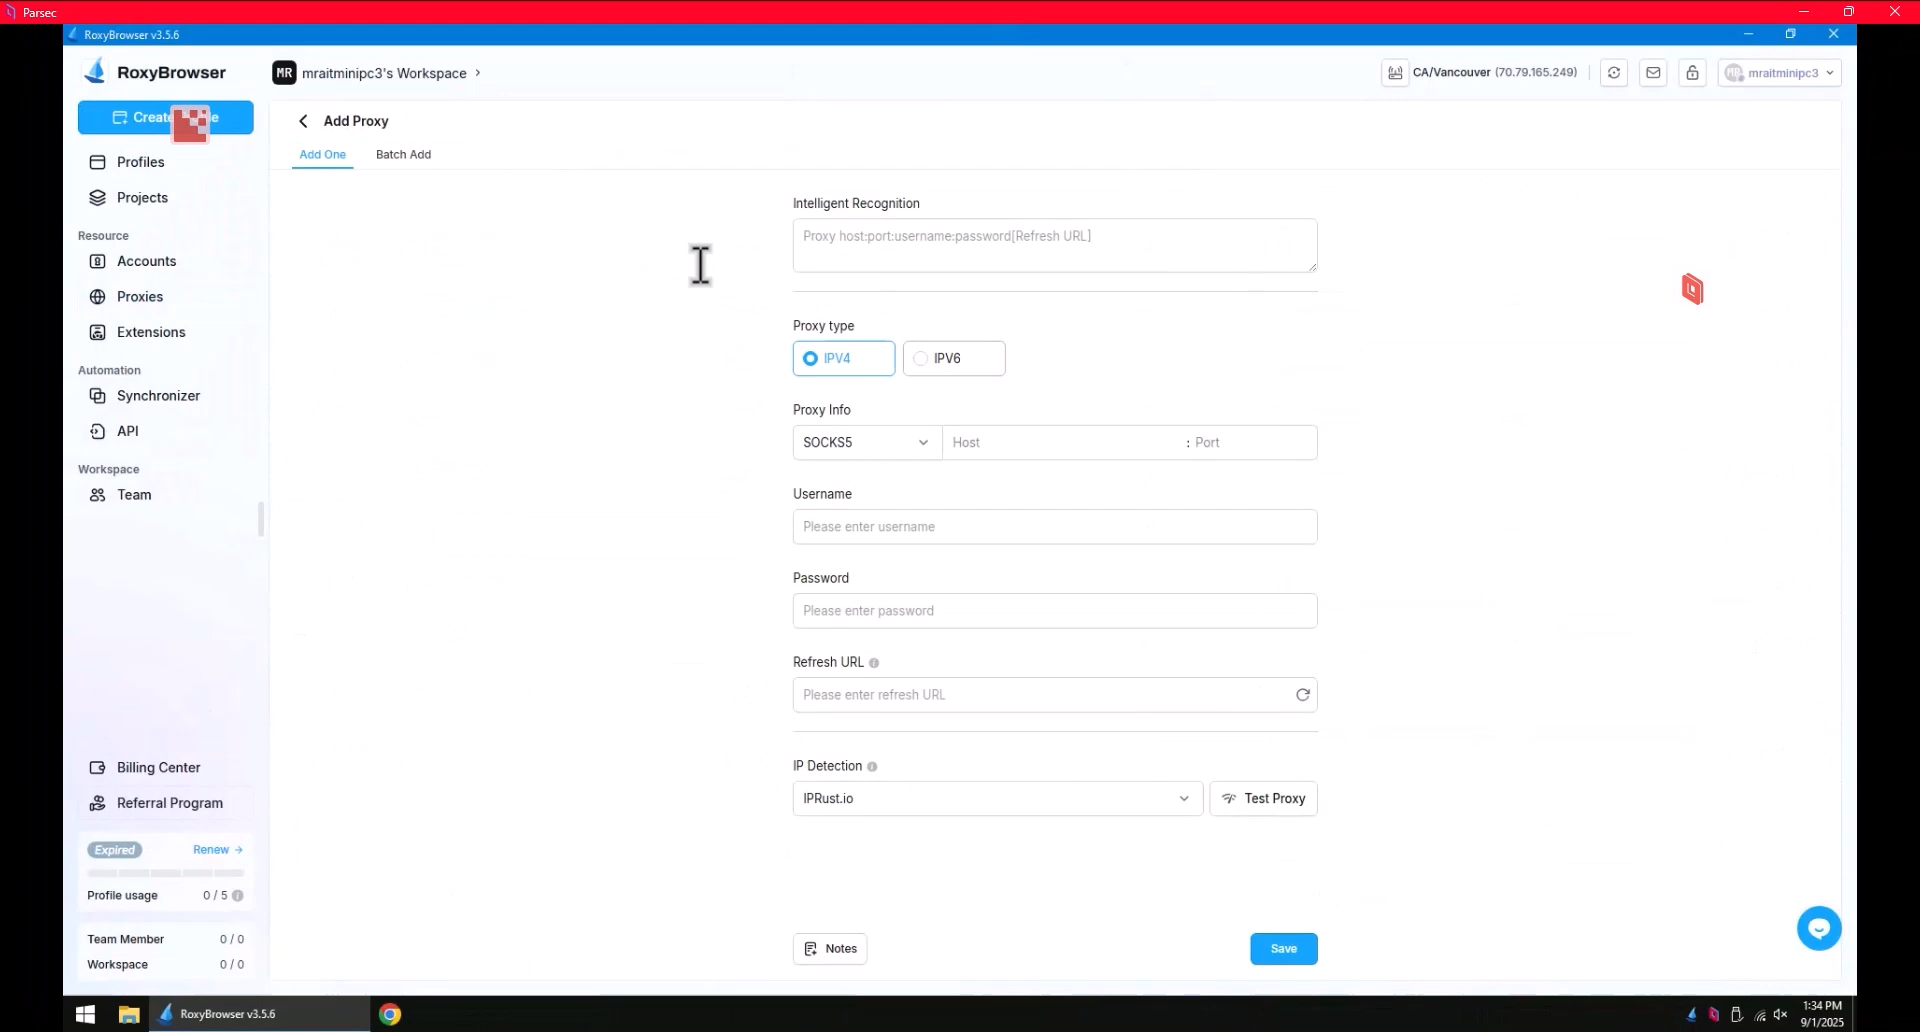 Parsec
RoxyBrowser v3.5.6
RoxyBrowser
MR mraitminipc3's Workspace
CA/Vancouver (70.79.165.249)
mraitminipc3
Add Proxy
Add One
Batch Add
Profiles
Projects
Resource
Accounts
Proxies
Extensions
Automation
Synchronizer
API
Workspace
Team
Billing Center
Referral Program
Expired
Renew →
Profile usage 0 / 5
Team Member 0 / 0
Workspace 0 / 0
Intelligent Recognition
Proxy host:port:username:password[Refresh URL]
Proxy type
IPV4
IPV6
Proxy Info
SOCKS5 Host : Port
Username
Please enter username
Password
Please enter password
Refresh URL
Please enter refresh URL
IP Detection
IPRust.io
Test Proxy
Notes
Save
RoxyBrowser v3.5.6
1:34 PM
9/1/2025